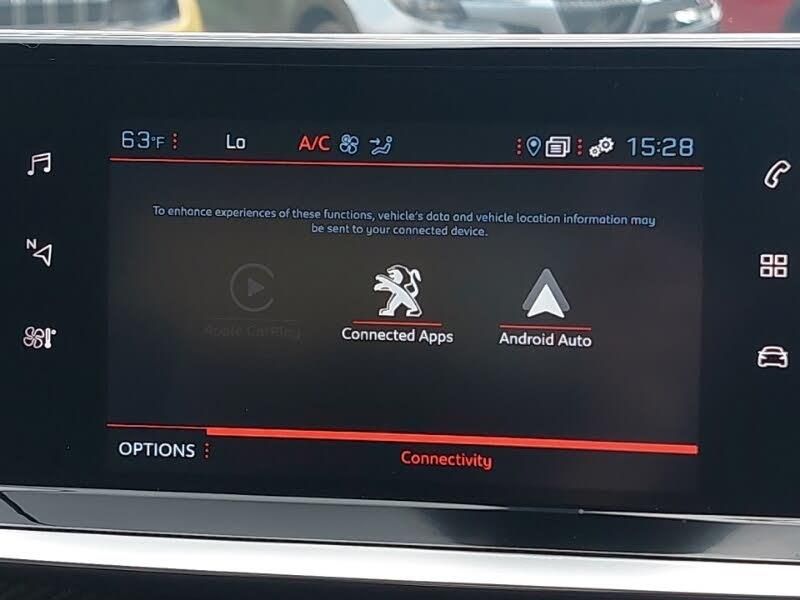 63°F Lo A/C 15:28
To enhance experiences of these functions, vehicle's data and vehicle location information may
be sent to your connected device.
N
Apple CarPlay
Connected Apps
Android Auto
OPTIONS
Connectivity